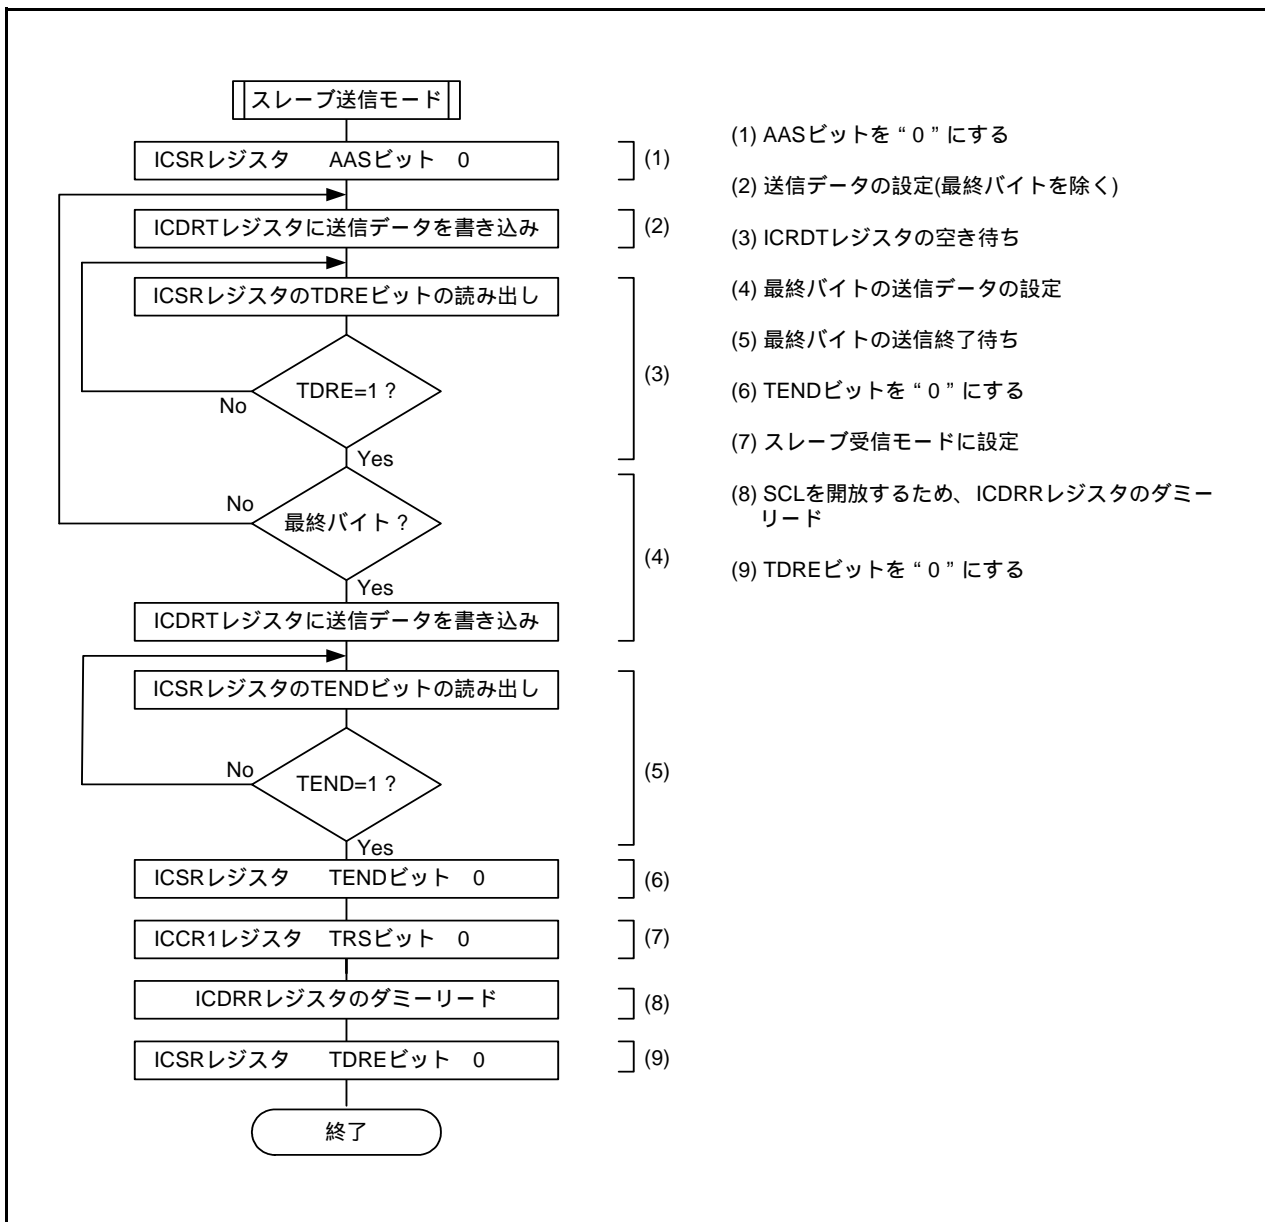 スレーブ送信モード
ICSRレジスタ　　AASビット　0
(1)
ICDRTレジスタに送信データを書き込み
(2)
ICSRレジスタのTDREビットの読み出し
TDRE=1？
No
Yes
(3)
最終バイト？
No
Yes
ICDRTレジスタに送信データを書き込み
(4)
ICSRレジスタのTENDビットの読み出し
TEND=1？
No
Yes
(5)
ICSRレジスタ　　TENDビット　0
(6)
ICCR1レジスタ　TRSビット　0
(7)
ICDRRレジスタのダミーリード
(8)
ICSRレジスタ　　TDREビット　0
(9)
終了
(1) AASビットを“0”にする
(2) 送信データの設定(最終バイトを除く)
(3) ICRDTレジスタの空き待ち
(4) 最終バイトの送信データの設定
(5) 最終バイトの送信終了待ち
(6) TENDビットを“0”にする
(7) スレーブ受信モードに設定
(8) SCLを開放するため、ICDRRレジスタのダミー
リード
(9) TDREビットを“0”にする